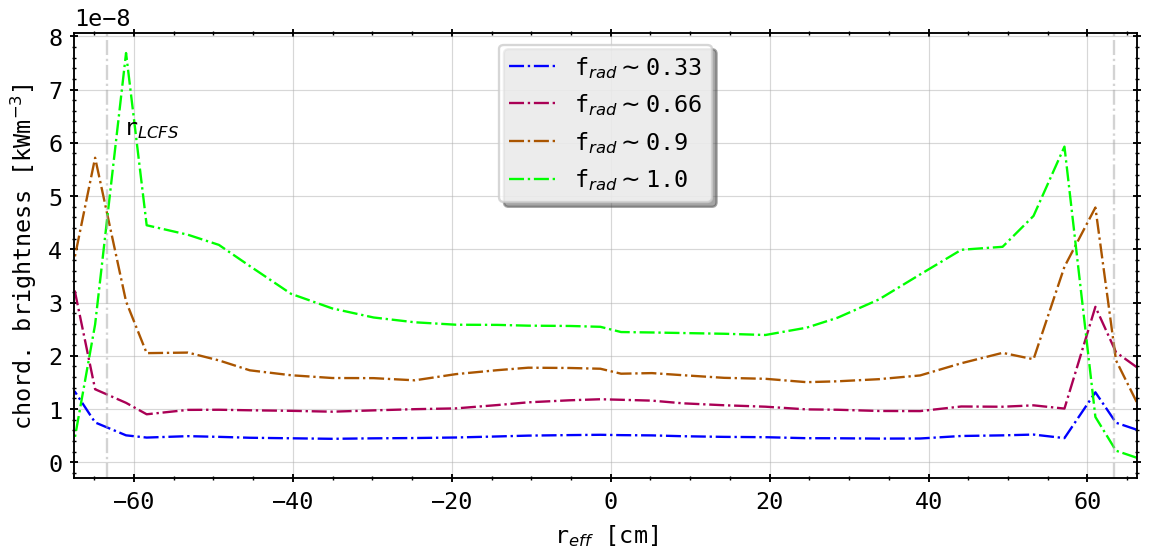 1e−8
8
7
6
5
4
3
2
1
0
chord. brightness [kWm⁻³]
f_rad ~ 0.33
f_rad ~ 0.66
f_rad ~ 0.9
f_rad ~ 1.0
r_LCFS
−60 −40 −20 0 20 40 60
r_eff [cm]